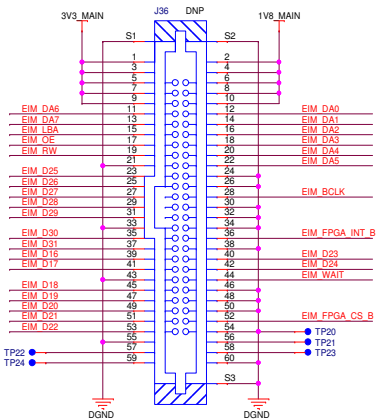 J36 DNP
3V3_MAIN 1V8_MAIN
S1 S2
1 2
3 4
5 6
7 8
9 10
EIM_DA6 11 12 EIM_DA0
EIM_DA7 13 14 EIM_DA1
EIM_LBA 15 16 EIM_DA2
EIM_OE 17 18 EIM_DA3
EIM_RW 19 20 EIM_DA4
21 22 EIM_DA5
EIM_D25 23 24
EIM_D26 25 26
EIM_D27 27 28 EIM_BCLK
EIM_D28 29 30
EIM_D29 31 32
33 34
EIM_D30 35 36 EIM_FPGA_INT_B
EIM_D31 37 38
EIM_D16 39 40 EIM_D23
EIM_D17 41 42 EIM_D24
43 44 EIM_WAIT
EIM_D18 45 46
EIM_D19 47 48
EIM_D20 49 50
EIM_D21 51 52 EIM_FPGA_CS_B
EIM_D22 53 54 TP20
55 56 TP21
TP22 57 58 TP23
TP24 59 60
S3
DGND DGND